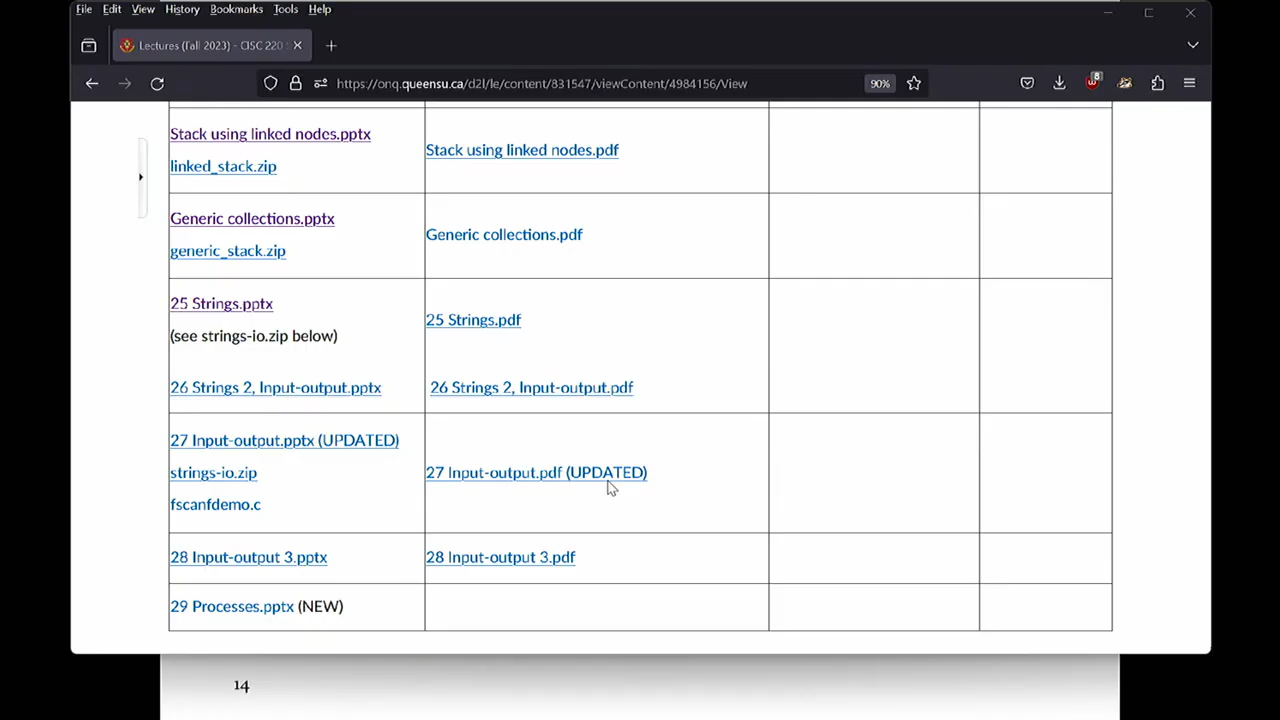 File Edit View History Bookmarks Tools Help
Lectures (Fall 2023) - CISC 220
https://onq.queensu.ca/d2l/le/content/831547/viewContent/4984156/View
90%
8
Stack using linked nodes.pptx
linked_stack.zip
Stack using linked nodes.pdf
Generic collections.pptx
generic_stack.zip
Generic collections.pdf
25 Strings.pptx
(see strings-io.zip below)
25 Strings.pdf
26 Strings 2, Input-output.pptx
26 Strings 2, Input-output.pdf
27 Input-output.pptx (UPDATED)
strings-io.zip
fscanfdemo.c
27 Input-output.pdf (UPDATED)
28 Input-output 3.pptx
28 Input-output 3.pdf
29 Processes.pptx (NEW)
14